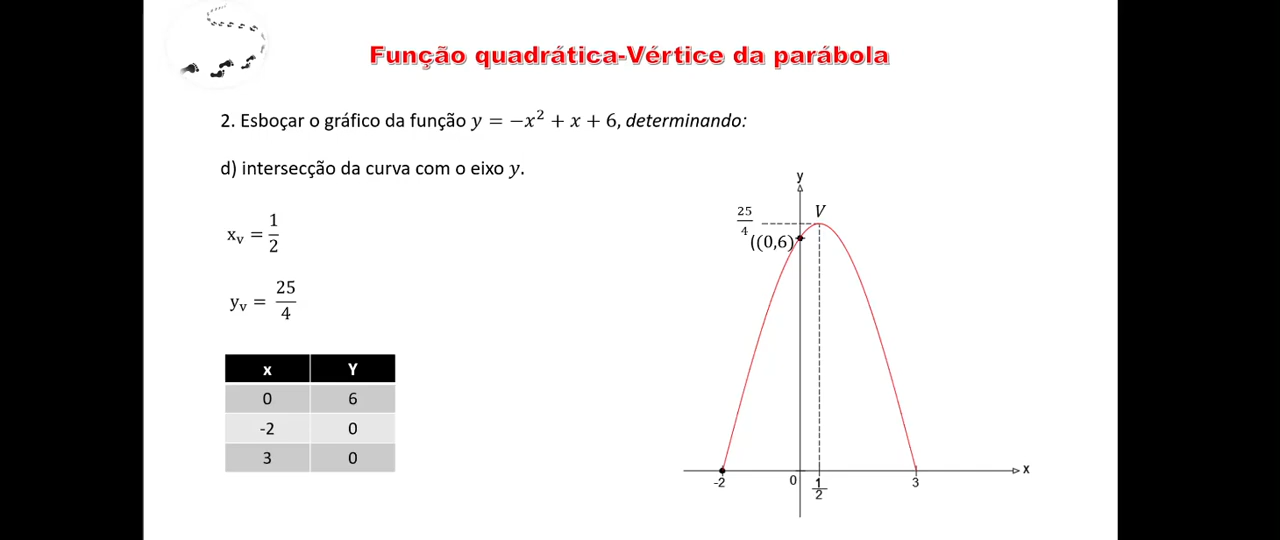 Função quadrática-Vértice da parábola
2. Esboçar o gráfico da função y = −x² + x + 6, determinando:
d) intersecção da curva com o eixo y.
xᵥ = 1/2
yᵥ = 25/4
x Y
0 6
-2 0
3 0
y
25/4
V
((0,6)
-2
0
1/2
3
x